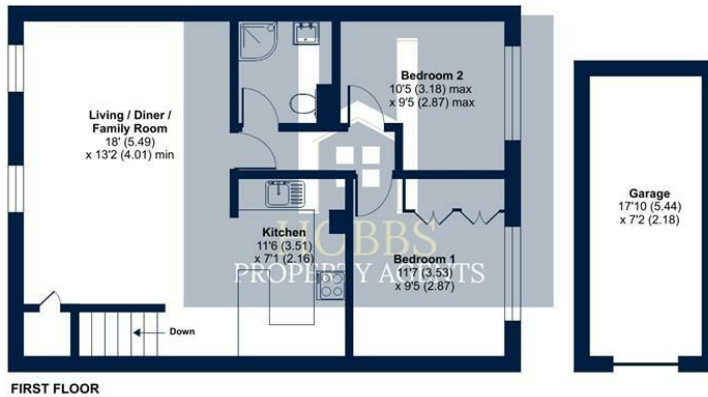 Living / Diner /
Family Room
18' (5.49)
x 13'2 (4.01) min
Bedroom 2
10'5 (3.18) max
x 9'5 (2.87) max
Kitchen
11'6 (3.51)
x 7'1 (2.16)
HOBBS
PROPERTY AGENTS
Bedroom 1
11'7 (3.53)
x 9'5 (2.87)
Garage
17'10 (5.44)
x 7'2 (2.18)
Down
FIRST FLOOR